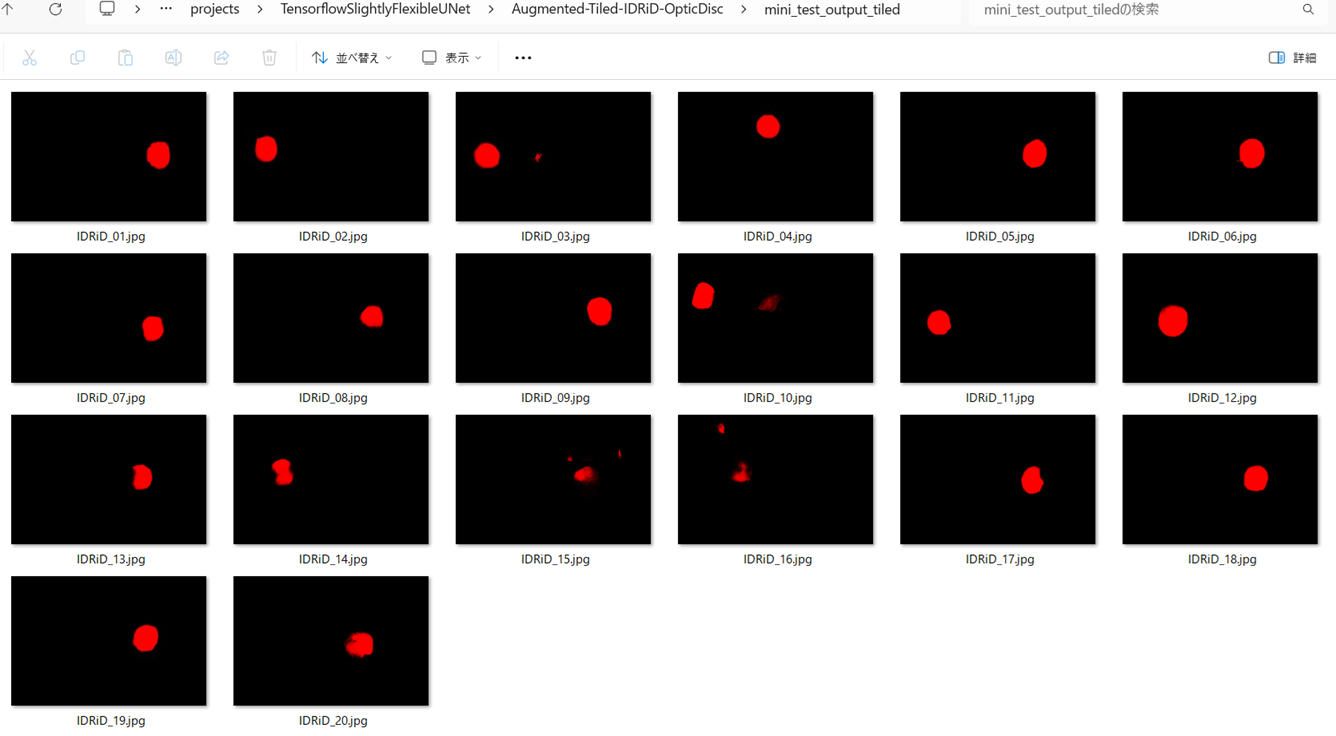 projects > TensorflowSlightlyFlexibleUNet > Augmented-Tiled-IDRiD-OpticDisc > mini_test_output_tiled mini_test_output_tiledの検索
並べ替え 表示 詳細
IDRiD_01.jpg IDRiD_02.jpg IDRiD_03.jpg IDRiD_04.jpg IDRiD_05.jpg IDRiD_06.jpg
IDRiD_07.jpg IDRiD_08.jpg IDRiD_09.jpg IDRiD_10.jpg IDRiD_11.jpg IDRiD_12.jpg
IDRiD_13.jpg IDRiD_14.jpg IDRiD_15.jpg IDRiD_16.jpg IDRiD_17.jpg IDRiD_18.jpg
IDRiD_19.jpg IDRiD_20.jpg